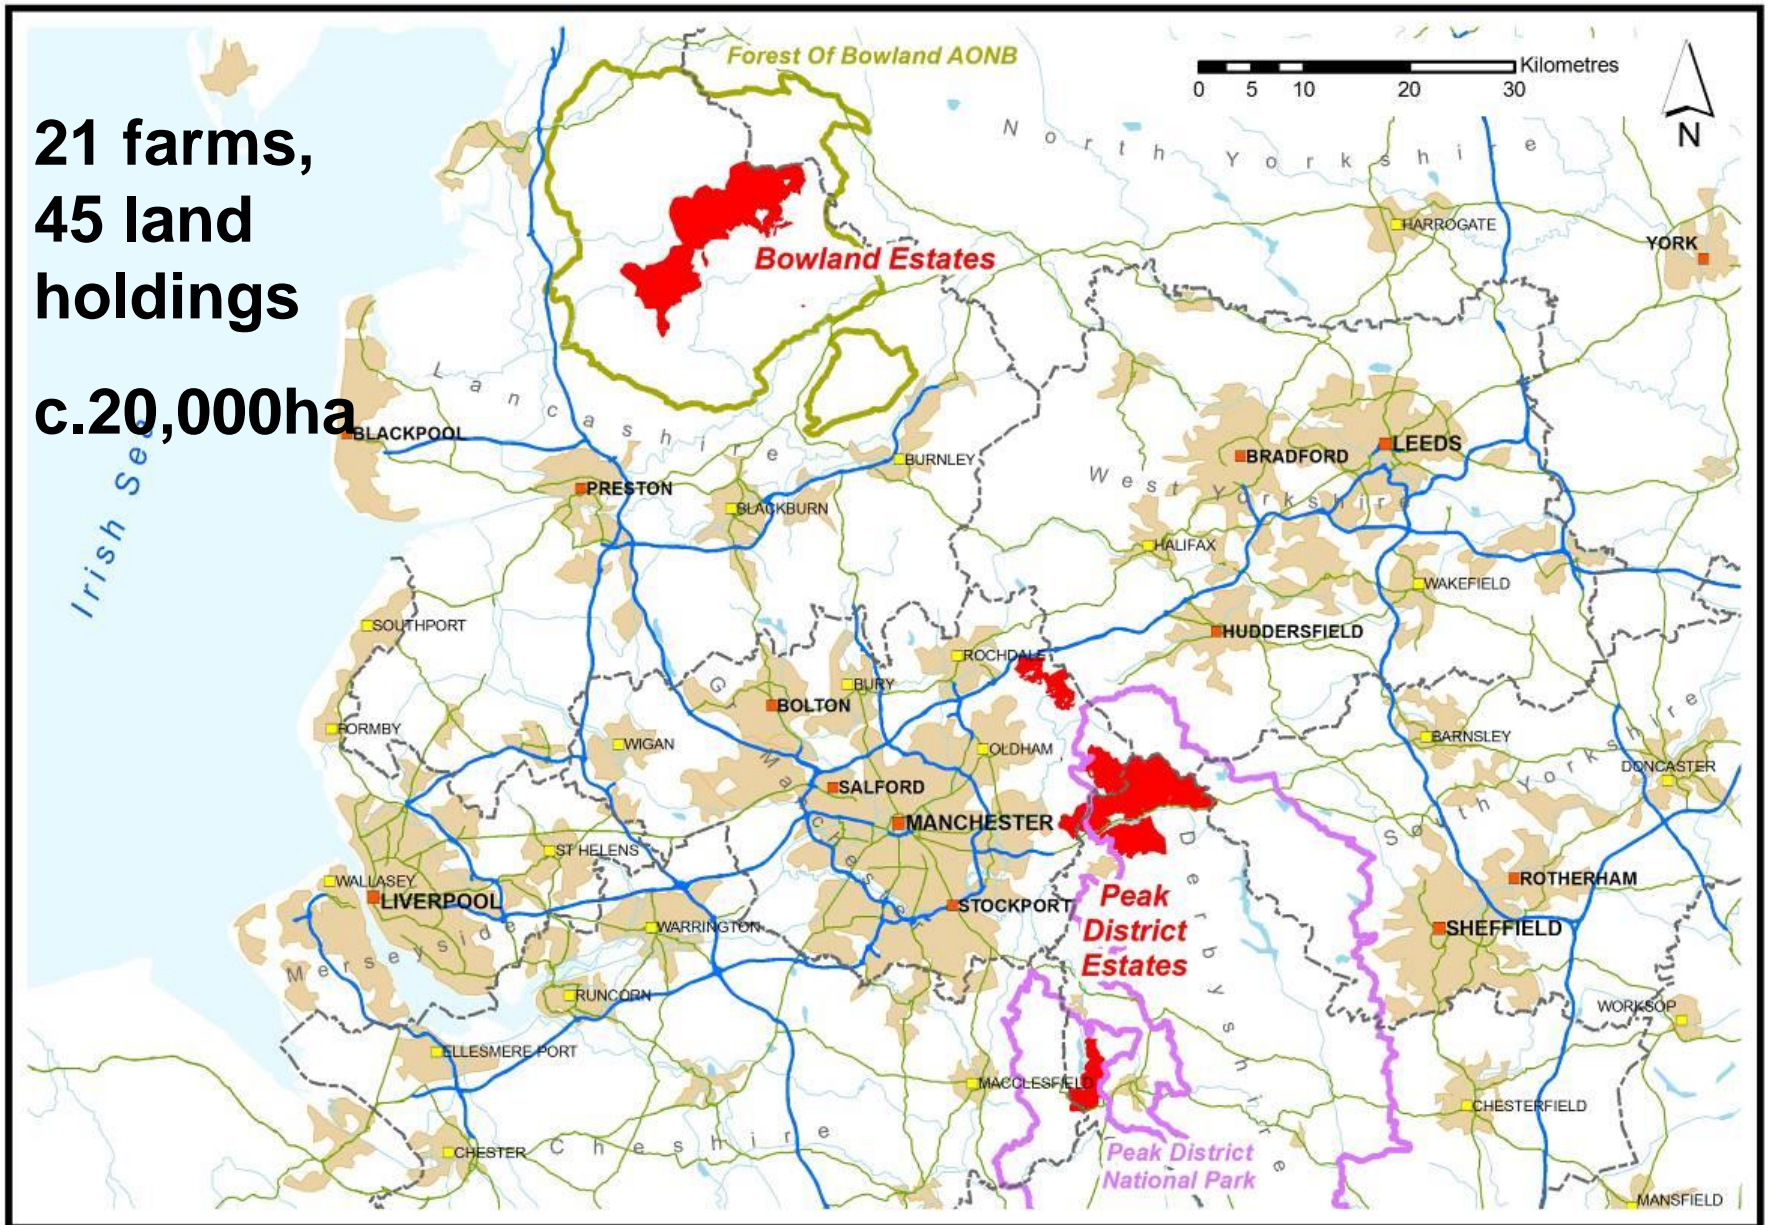 Forest Of Bowland AONB
Kilometres
0 5 10 20 30
N
21 farms,
45 land
holdings
c.20,000ha
North Yorkshire
HARROGATE
YORK
Bowland Estates
Lancashire
BLACKPOOL
Irish Sea
PRESTON
BURNLEY
BLACKBURN
BRADFORD
LEEDS
West Yorkshire
HALIFAX
WAKEFIELD
HUDDERSFIELD
SOUTHPORT
ROCHDALE
BURY
BOLTON
Gr Manchester
FORMBY
WIGAN
OLDHAM
BARNSLEY
South Yorkshire
DONCASTER
SALFORD
MANCHESTER
ST HELENS
WALLASEY
LIVERPOOL
STOCKPORT
WARRINGTON
Merseyside
Peak
District
Estates
Derbyshire
ROTHERHAM
SHEFFIELD
RUNCORN
WORKSOP
ELLESMERE PORT
MACCLESFIELD
CHESTERFIELD
CHESTER
Cheshire
Peak District
National Park
MANSFIELD